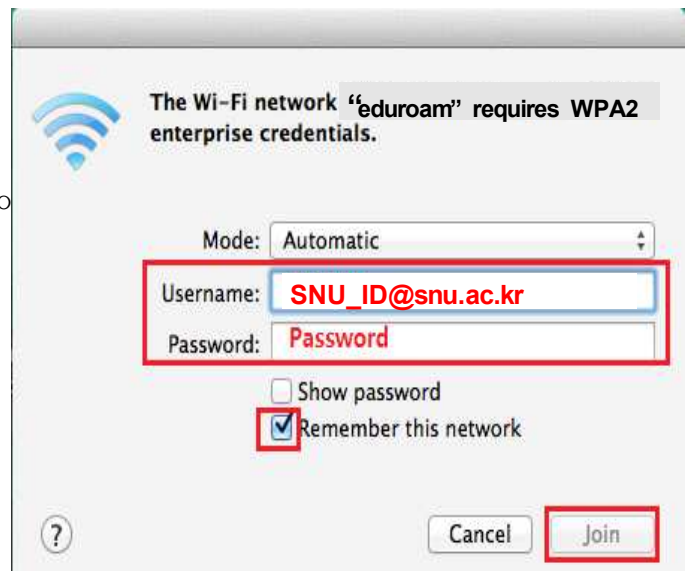 The Wi-Fi network “eduroam” requires WPA2
enterprise credentials.
Mode: Automatic
Username: SNU_ID@snu.ac.kr
Password: Password
Show password
Remember this network
? Cancel Join